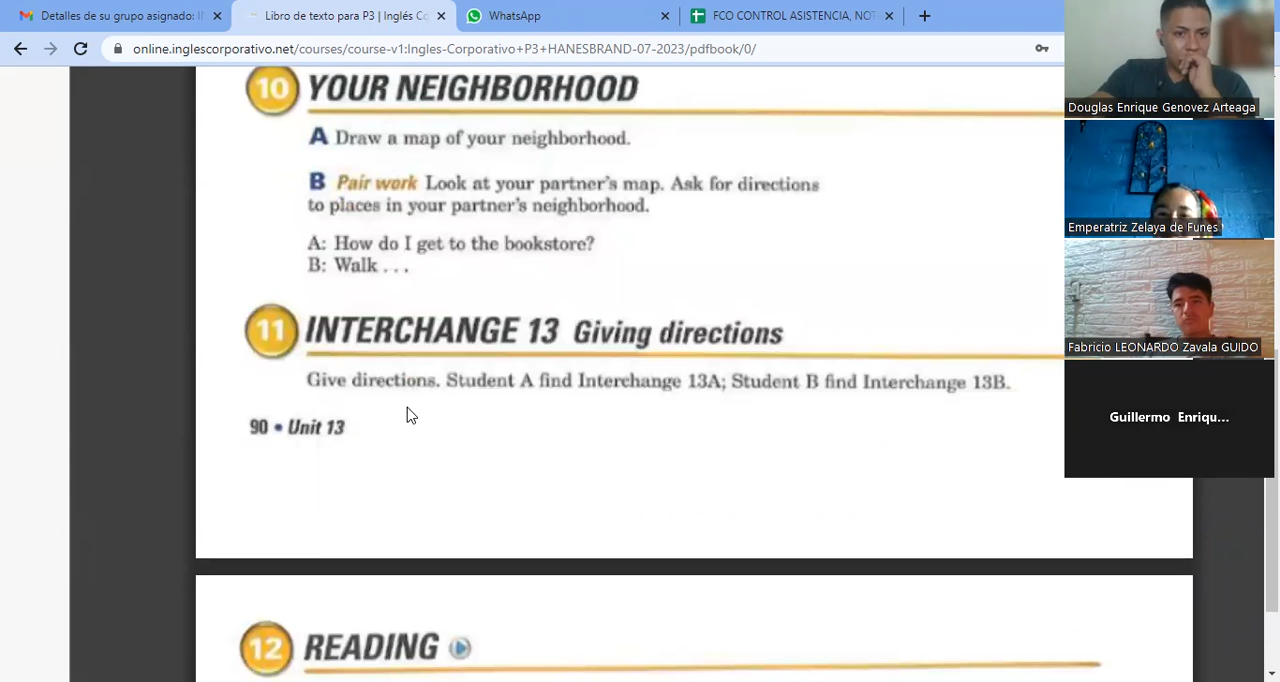 Detalles de su grupo asignado: I
Libro de texto para P3 | Inglés Co
WhatsApp
FCO CONTROL ASISTENCIA, NOT
online.inglescorporativo.net/courses/course-v1:Ingles-Corporativo+P3+HANESBRAND-07-2023/pdfbook/0/
10 YOUR NEIGHBORHOOD
A Draw a map of your neighborhood.
B Pair work Look at your partner's map. Ask for directions
to places in your partner's neighborhood.
A: How do I get to the bookstore?
B: Walk . . .
11 INTERCHANGE 13 Giving directions
Give directions. Student A find Interchange 13A; Student B find Interchange 13B.
90 • Unit 13
12 READING
Douglas Enrique Genovez Arteaga
Emperatriz Zelaya de Funes
Fabricio LEONARDO Zavala GUIDO
Guillermo Enriqu...